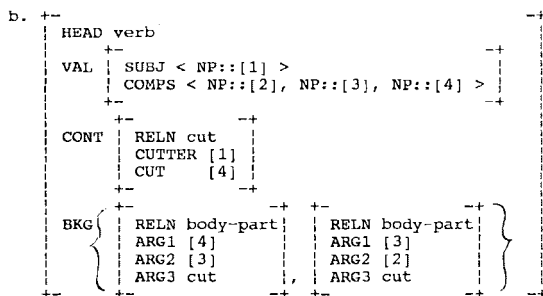 b.
HEAD verb
VAL SUBJ < NP::[1] >
COMPS < NP::[2], NP::[3], NP::[4] >
CONT RELN cut
CUTTER [1]
CUT [4]
BKG { RELN body-part RELN body-part }
ARG1 [4] ARG1 [3]
ARG2 [3] ARG2 [2]
ARG3 cut , ARG3 cut